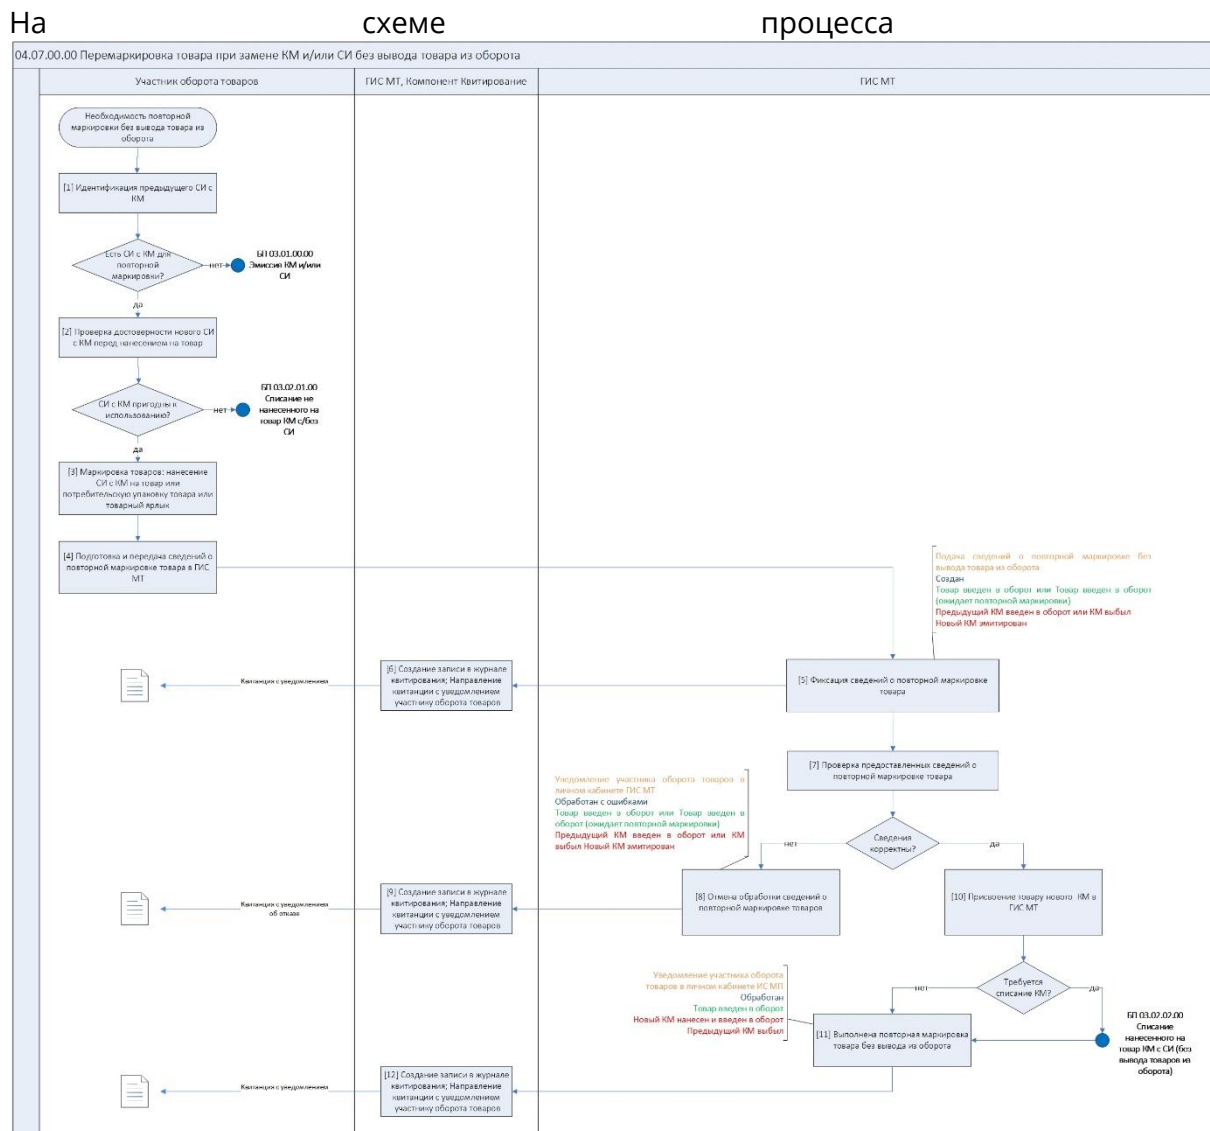 На схеме процесса
04.07.00.00 Перемаркировка товара при замене КМ и/или СИ без вывода товара из оборота
Участник оборота товаров
ГИС МТ, Компонент Квитирование
ГИС МТ
Необходимость повторной
маркировки без вывода товара из
оборота
[1] Идентификация предыдущего СИ с
КМ
Есть СИ с КМ для
повторной
маркировки?
нет
БП 03.01.00.00
Эмиссия КМ и/или
СИ
да
[2] Проверка достоверности нового СИ
с КМ перед нанесением на товар
СИ с КМ пригодны к
использованию?
нет
БП 03.02.01.00
Списание не
нанесенного на
товар КМ с/без
СИ
да
[3] Маркировка товаров: нанесение
СИ с КМ на товар или
потребительскую упаковку товара или
товарный ярлык
[4] Подготовка и передача сведений о
повторной маркировке товара в ГИС
МТ
Подача сведений о повторной маркировке без
вывода товара из оборота
Создан
Товар введен в оборот или Товар введен в оборот
(ожидает повторной маркировки)
Предыдущий КМ введен в оборот или КМ выбыл
Новый КМ эмитирован
Квитанция с уведомлением
[6] Создание записи в журнале
квитирования; Направление
квитанции с уведомлением
участнику оборота товаров
[5] Фиксация сведений о повторной маркировке
товара
[7] Проверка предоставленных сведений о
повторной маркировке товара
Уведомление участника оборота товаров в
личном кабинете ГИС МТ
Обработан с ошибками
Товар введен в оборот или Товар введен в
оборот (ожидает повторной маркировки)
Предыдущий КМ введен в оборот или КМ
выбыл Новый КМ эмитирован
Сведения
корректны?
нет
да
Квитанция с уведомлением
об отказе
[9] Создание записи в журнале
квитирования; Направление
квитанции с уведомлением
участнику оборота товаров
[8] Отмена обработки сведений о
повторной маркировке товаров
[10] Присвоение товару нового КМ в
ГИС МТ
Требуется
списание КМ?
нет
да
Уведомление участника оборота
товаров в личном кабинете ИС МП
Обработан
Товар введен в оборот
Новый КМ нанесен и введен в оборот
Предыдущий КМ выбыл
[11] Выполнена повторная маркировка
товара без вывода из оборота
БП 03.02.02.00
Списание
нанесенного на
товар КМ с СИ (без
вывода товаров из
оборота)
Квитанция с уведомлением
[12] Создание записи в журнале
квитирования; Направление
квитанции с уведомлением
участнику оборота товаров